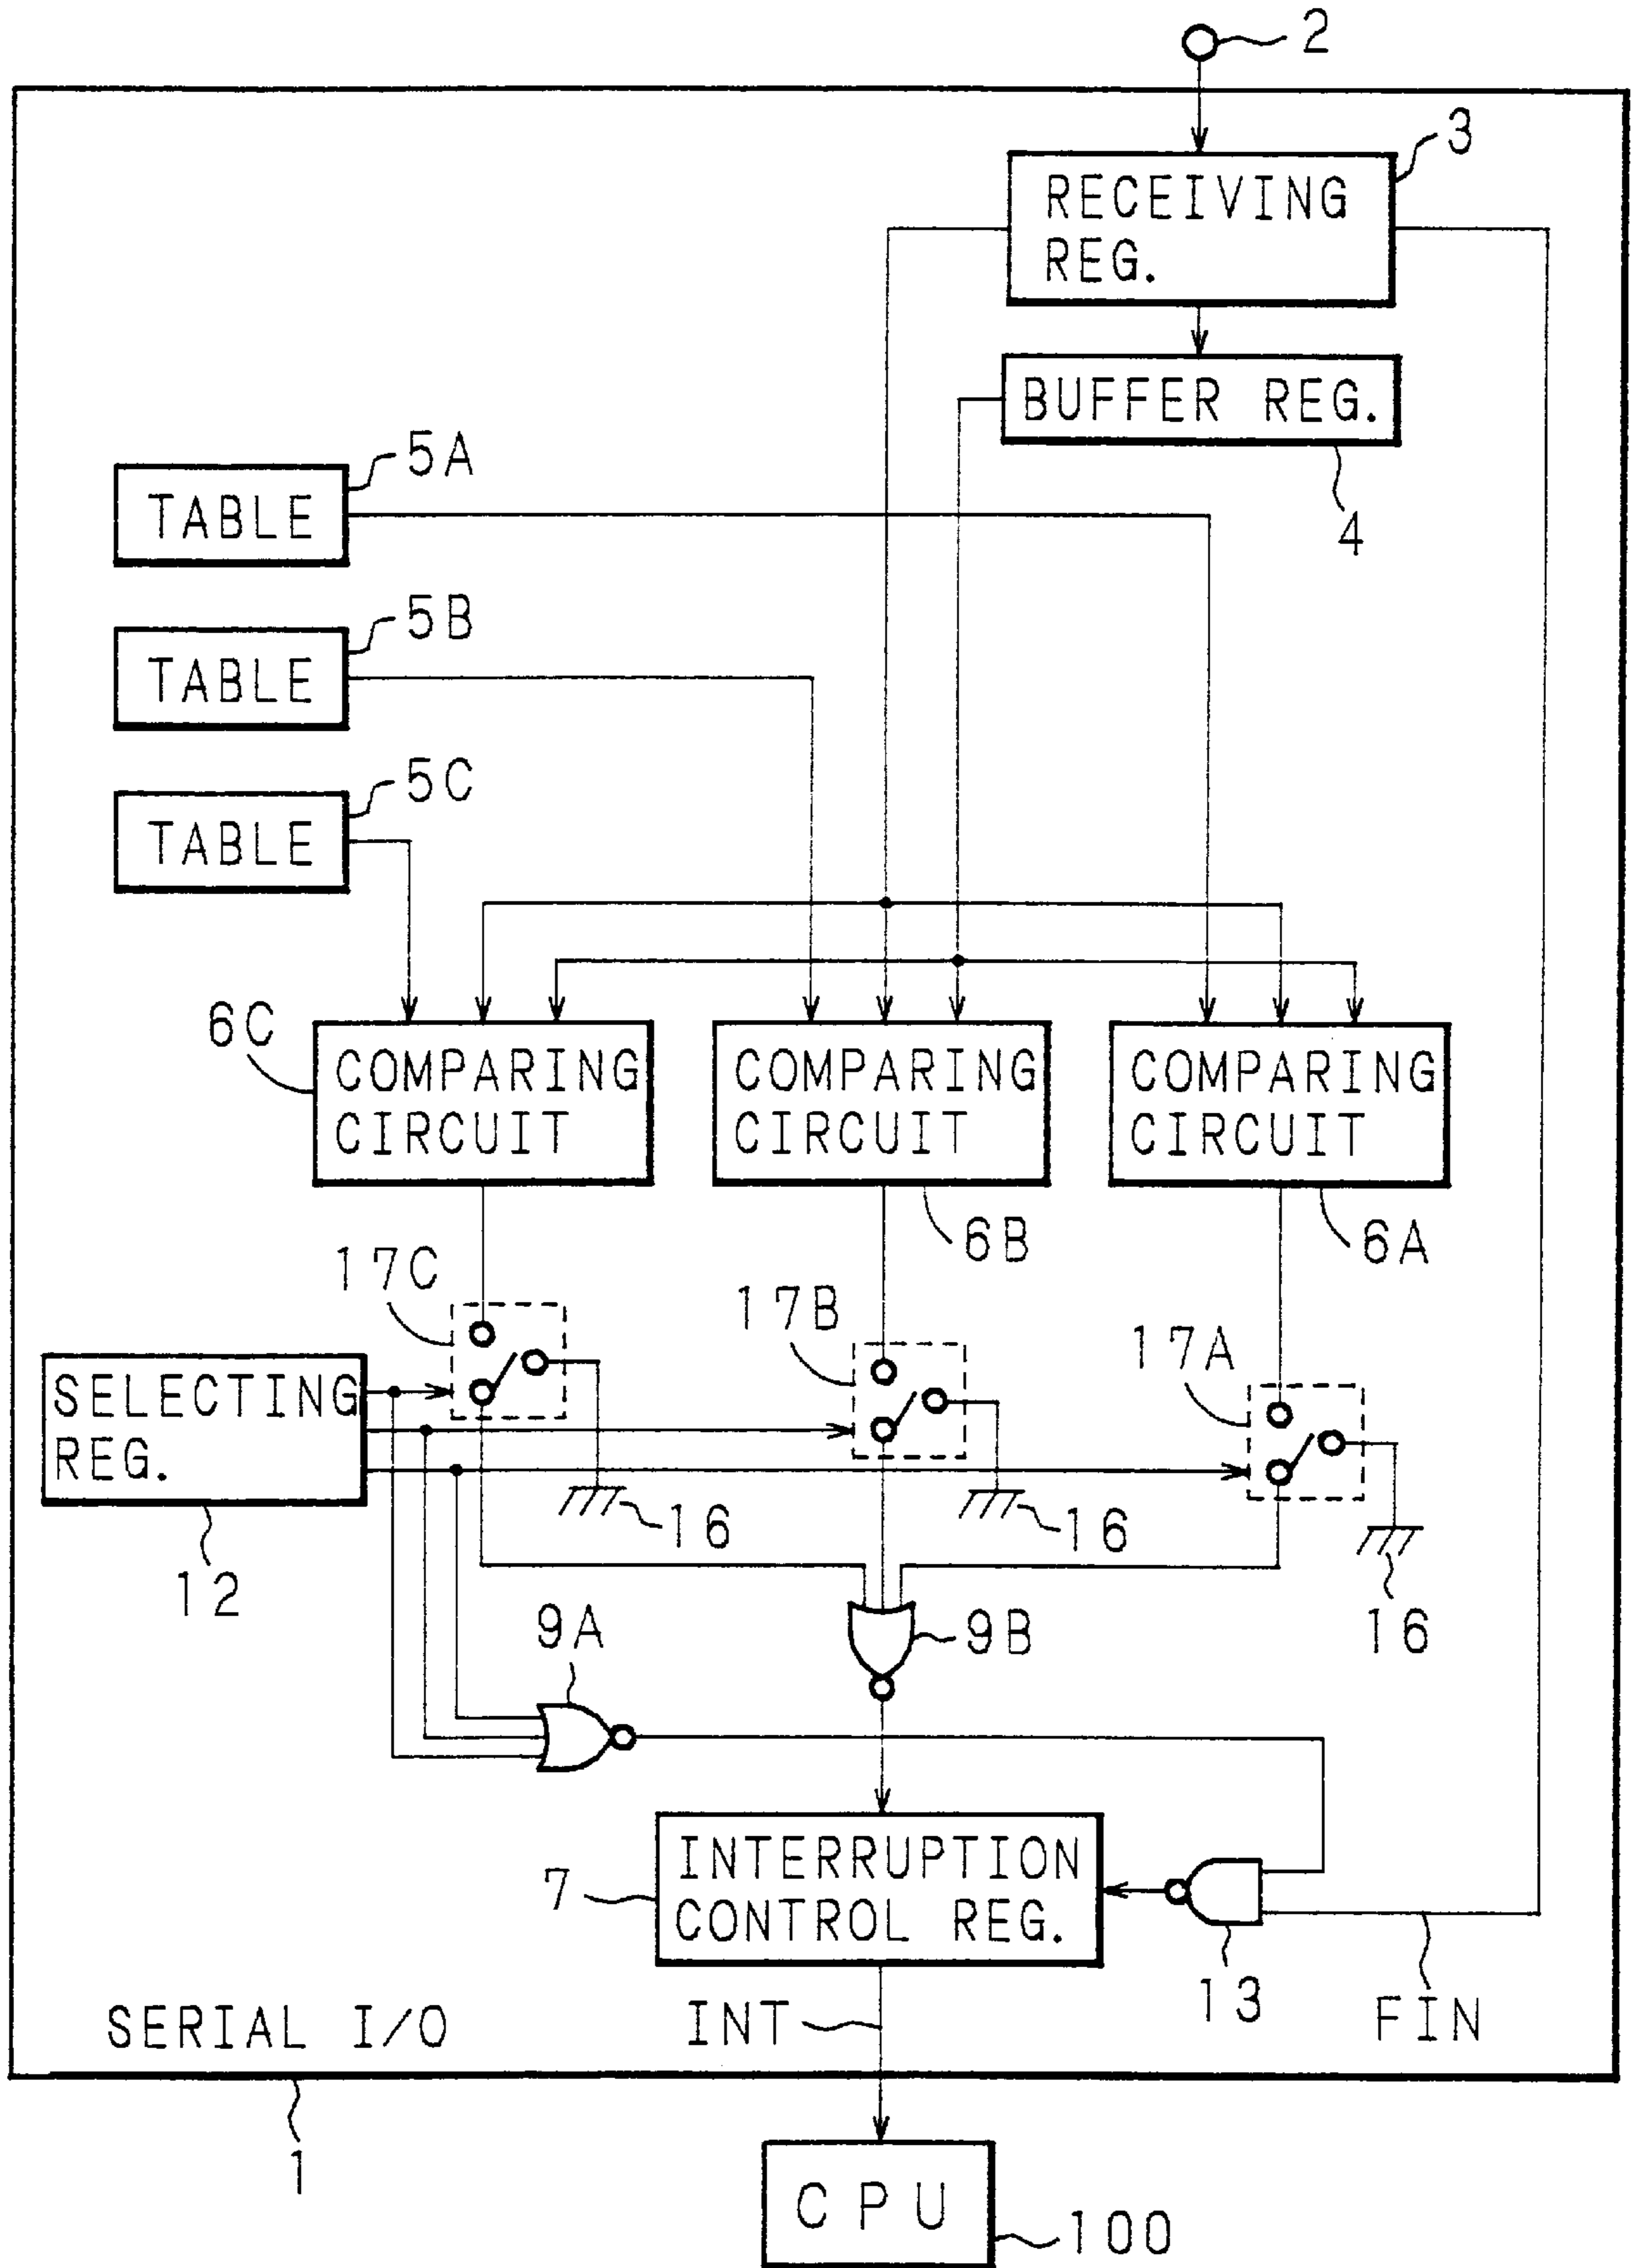 2
3
RECEIVING
REG.
BUFFER REG.
4
5A
TABLE
5B
TABLE
5C
TABLE
6C
COMPARING
CIRCUIT
COMPARING
CIRCUIT
COMPARING
CIRCUIT
6B
6A
17C
17B
17A
SELECTING
REG.
12
16
16
16
9A
9B
INTERRUPTION
CONTROL REG.
7
13
FIN
INT
SERIAL I/O
1
CPU
100